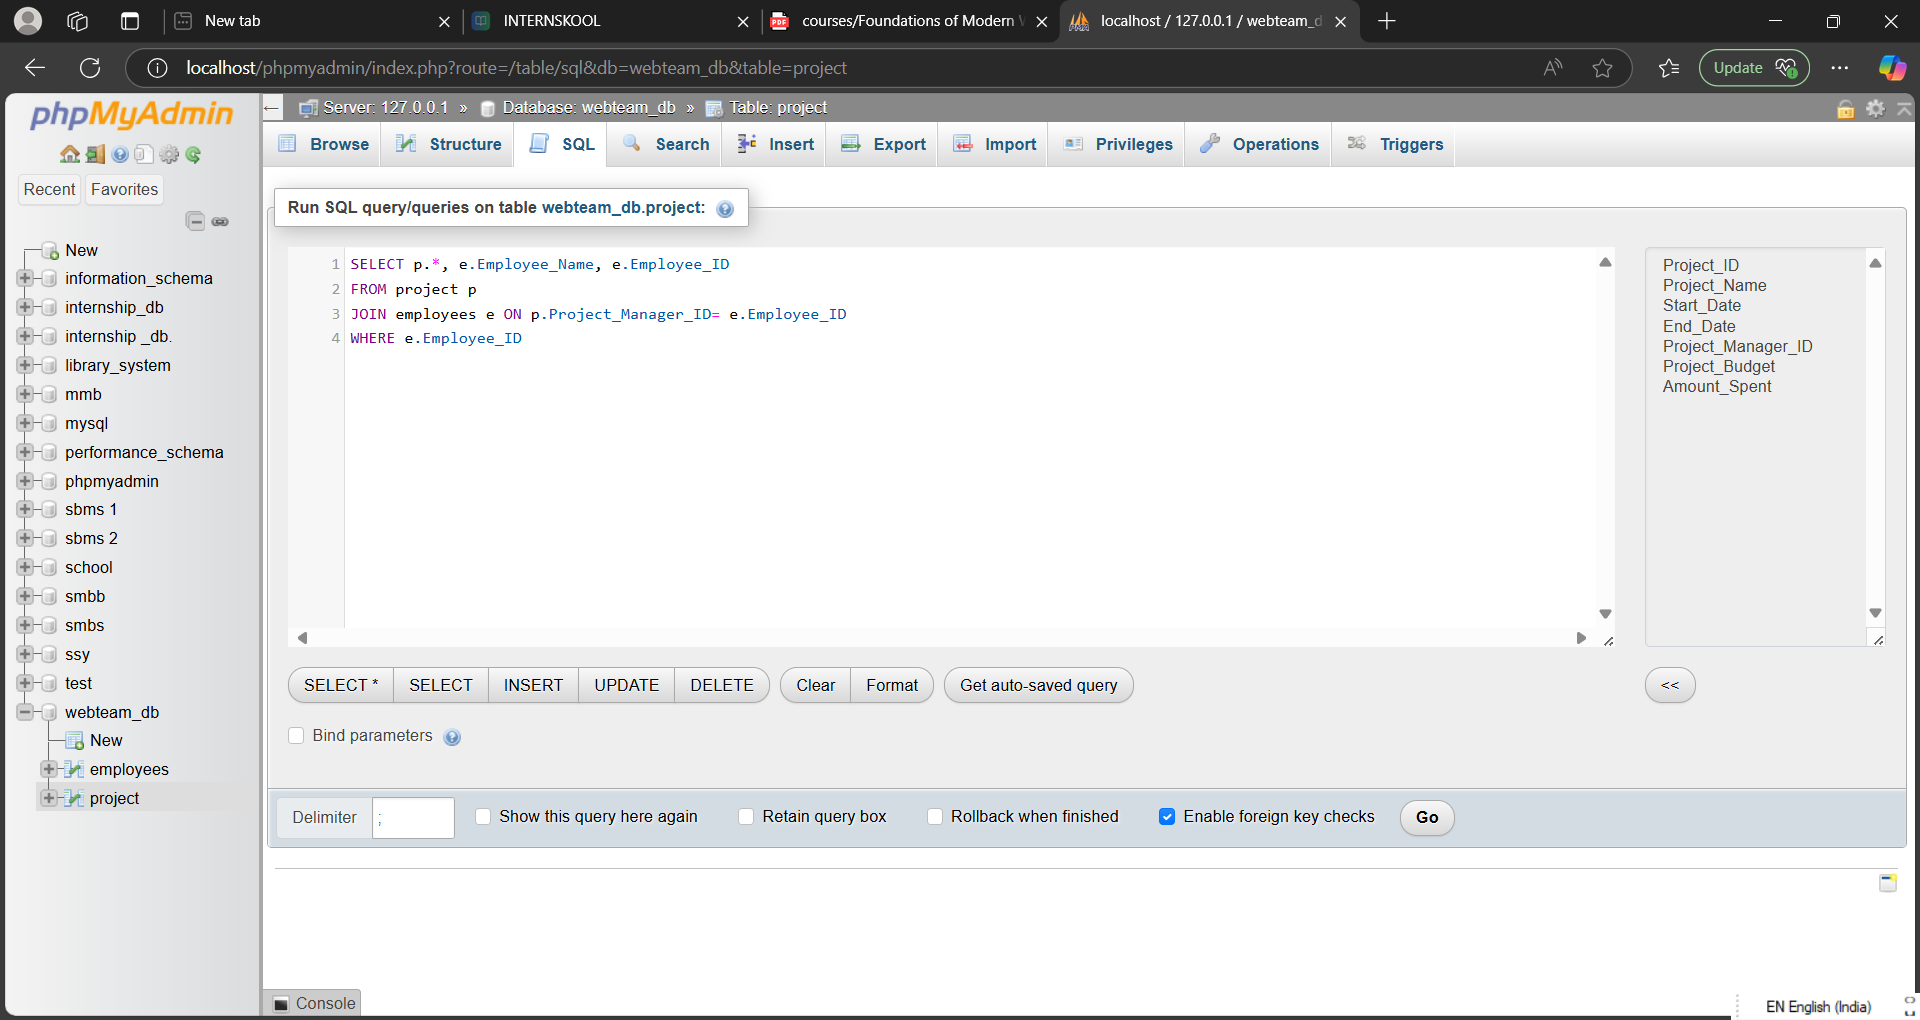 New tab
INTERNSKOOL
courses/Foundations of Modern
localhost / 127.0.0.1 / webteam_d
localhost/phpmyadmin/index.php?route=/table/sql&db=webteam_db&table=project
Update
phpMyAdmin
Recent
Favorites
New
information_schema
internship_db
internship _db.
library_system
mmb
mysql
performance_schema
phpmyadmin
sbms 1
sbms 2
school
smbb
smbs
ssy
test
webteam_db
New
employees
project
Server: 127.0.0.1 » Database: webteam_db » Table: project
Browse
Structure
SQL
Search
Insert
Export
Import
Privileges
Operations
Triggers
Run SQL query/queries on table webteam_db.project:
1 SELECT p.*, e.Employee_Name, e.Employee_ID
2 FROM project p
3 JOIN employees e ON p.Project_Manager_ID= e.Employee_ID
4 WHERE e.Employee_ID
Project_ID
Project_Name
Start_Date
End_Date
Project_Manager_ID
Project_Budget
Amount_Spent
SELECT *
SELECT
INSERT
UPDATE
DELETE
Clear
Format
Get auto-saved query
<<
Bind parameters
Delimiter
;
Show this query here again
Retain query box
Rollback when finished
Enable foreign key checks
Go
Console
EN English (India)